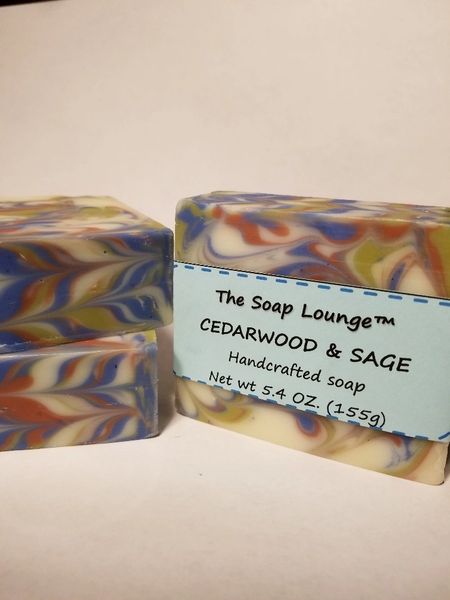 The Soap Lounge™
CEDARWOOD & SAGE
Handcrafted soap
Net wt 5.4 OZ. (155g)